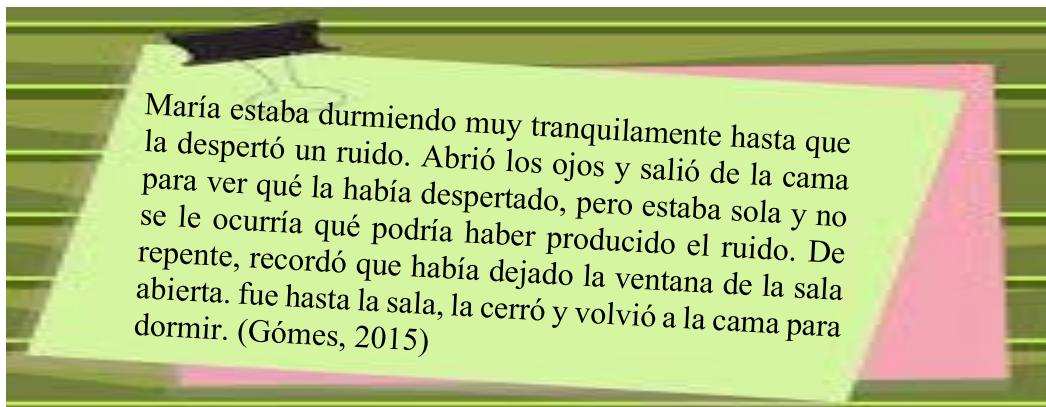 María estaba durmiendo muy tranquilamente hasta que
la despertó un ruido. Abrió los ojos y salió de la cama
para ver qué la había despertado, pero estaba sola y no
se le ocurría qué podría haber producido el ruido. De
repente, recordó que había dejado la ventana de la sala
abierta. fue hasta la sala, la cerró y volvió a la cama para
dormir. (Gómes, 2015)